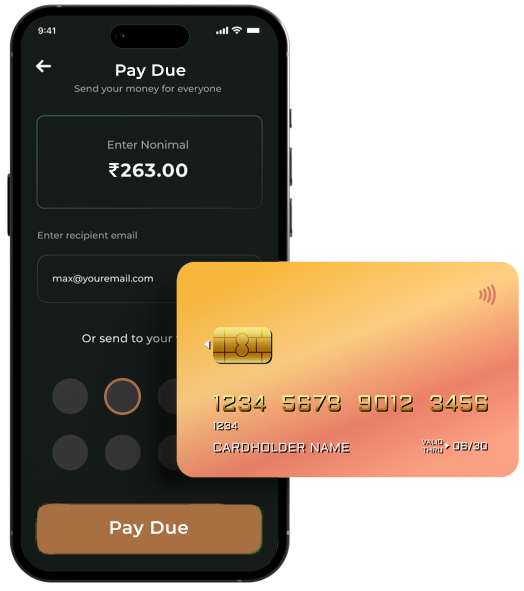 9:41
Pay Due
Send your money for everyone
Enter Nonimal
₹263.00
Enter recipient email
max@youremail.com
Or send to your
1234 5678 9012 3456
1234
CARDHOLDER NAME
VALID THRU
06/30
Pay Due